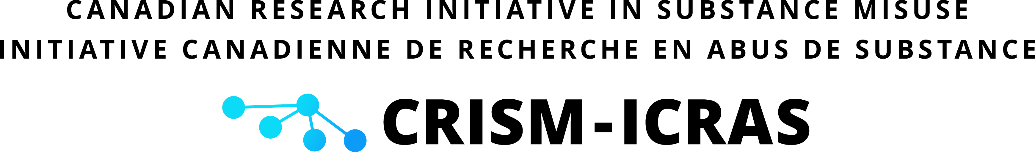 CANADIAN RESEARCH INITIATIVE IN SUBSTANCE MISUSE
INITIATIVE CANADIENNE DE RECHERCHE EN ABUS DE SUBSTANCE
CRISM-ICRAS